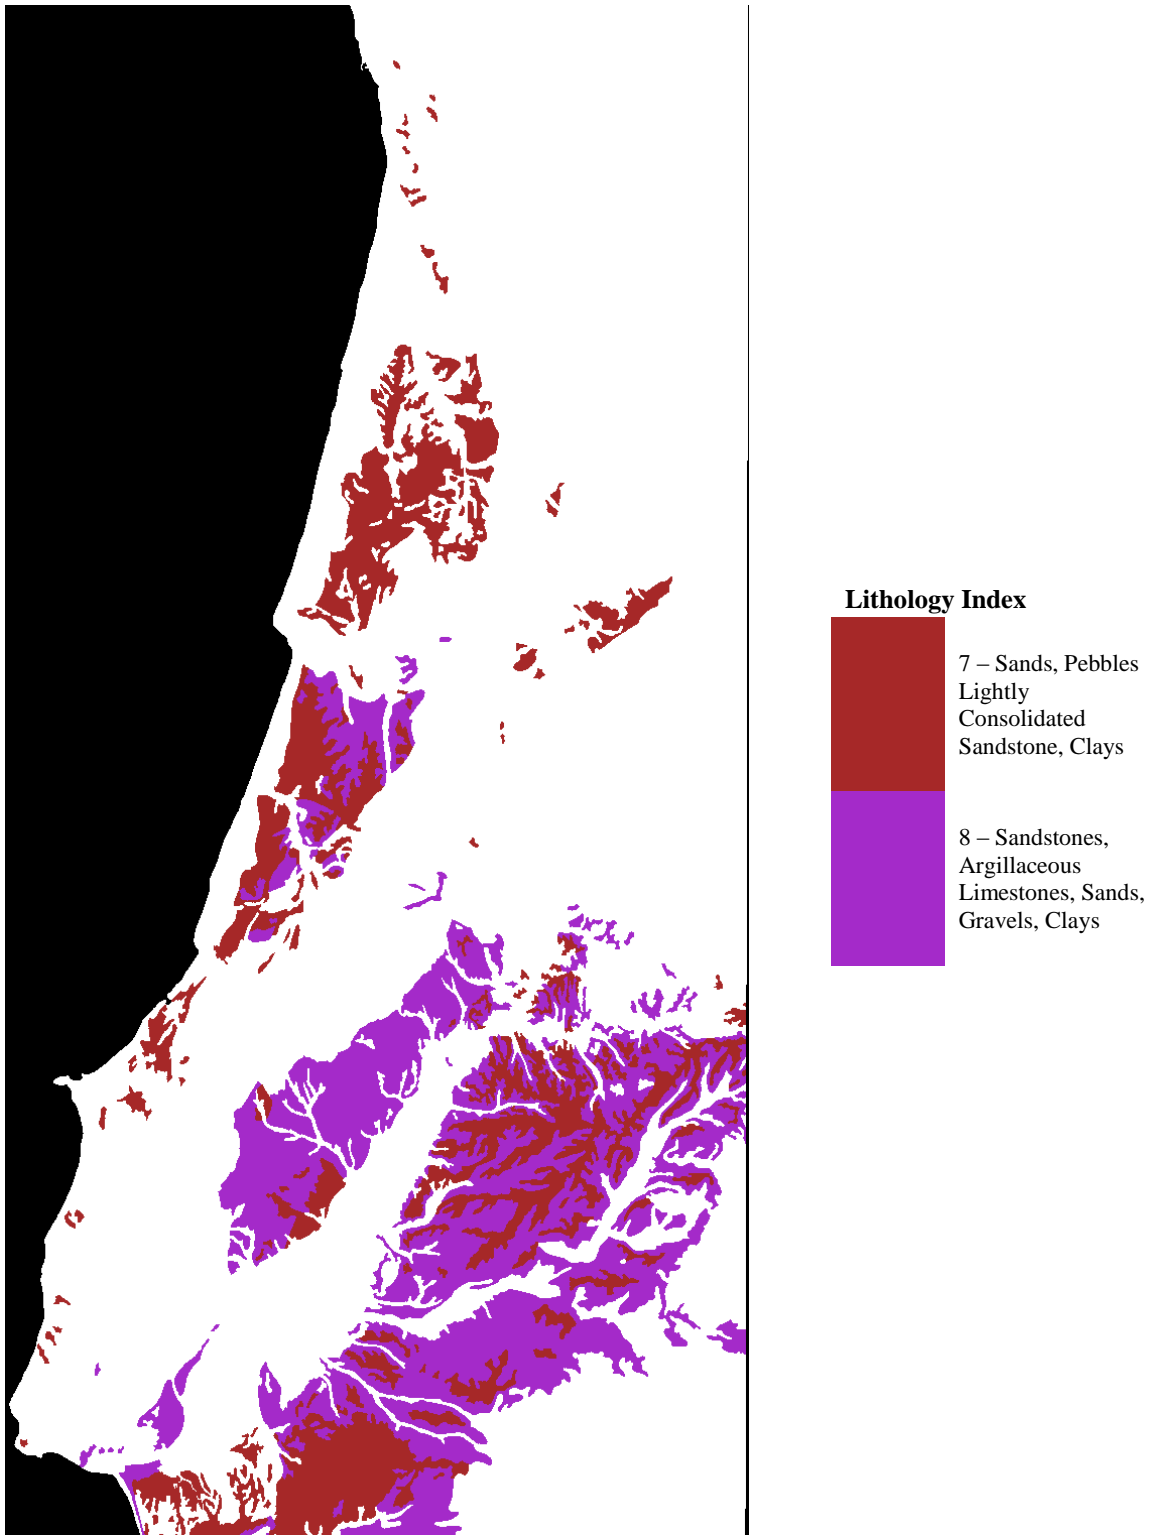 Lithology Index
7 – Sands, Pebbles
Lightly
Consolidated
Sandstone, Clays
8 – Sandstones,
Argillaceous
Limestones, Sands,
Gravels, Clays